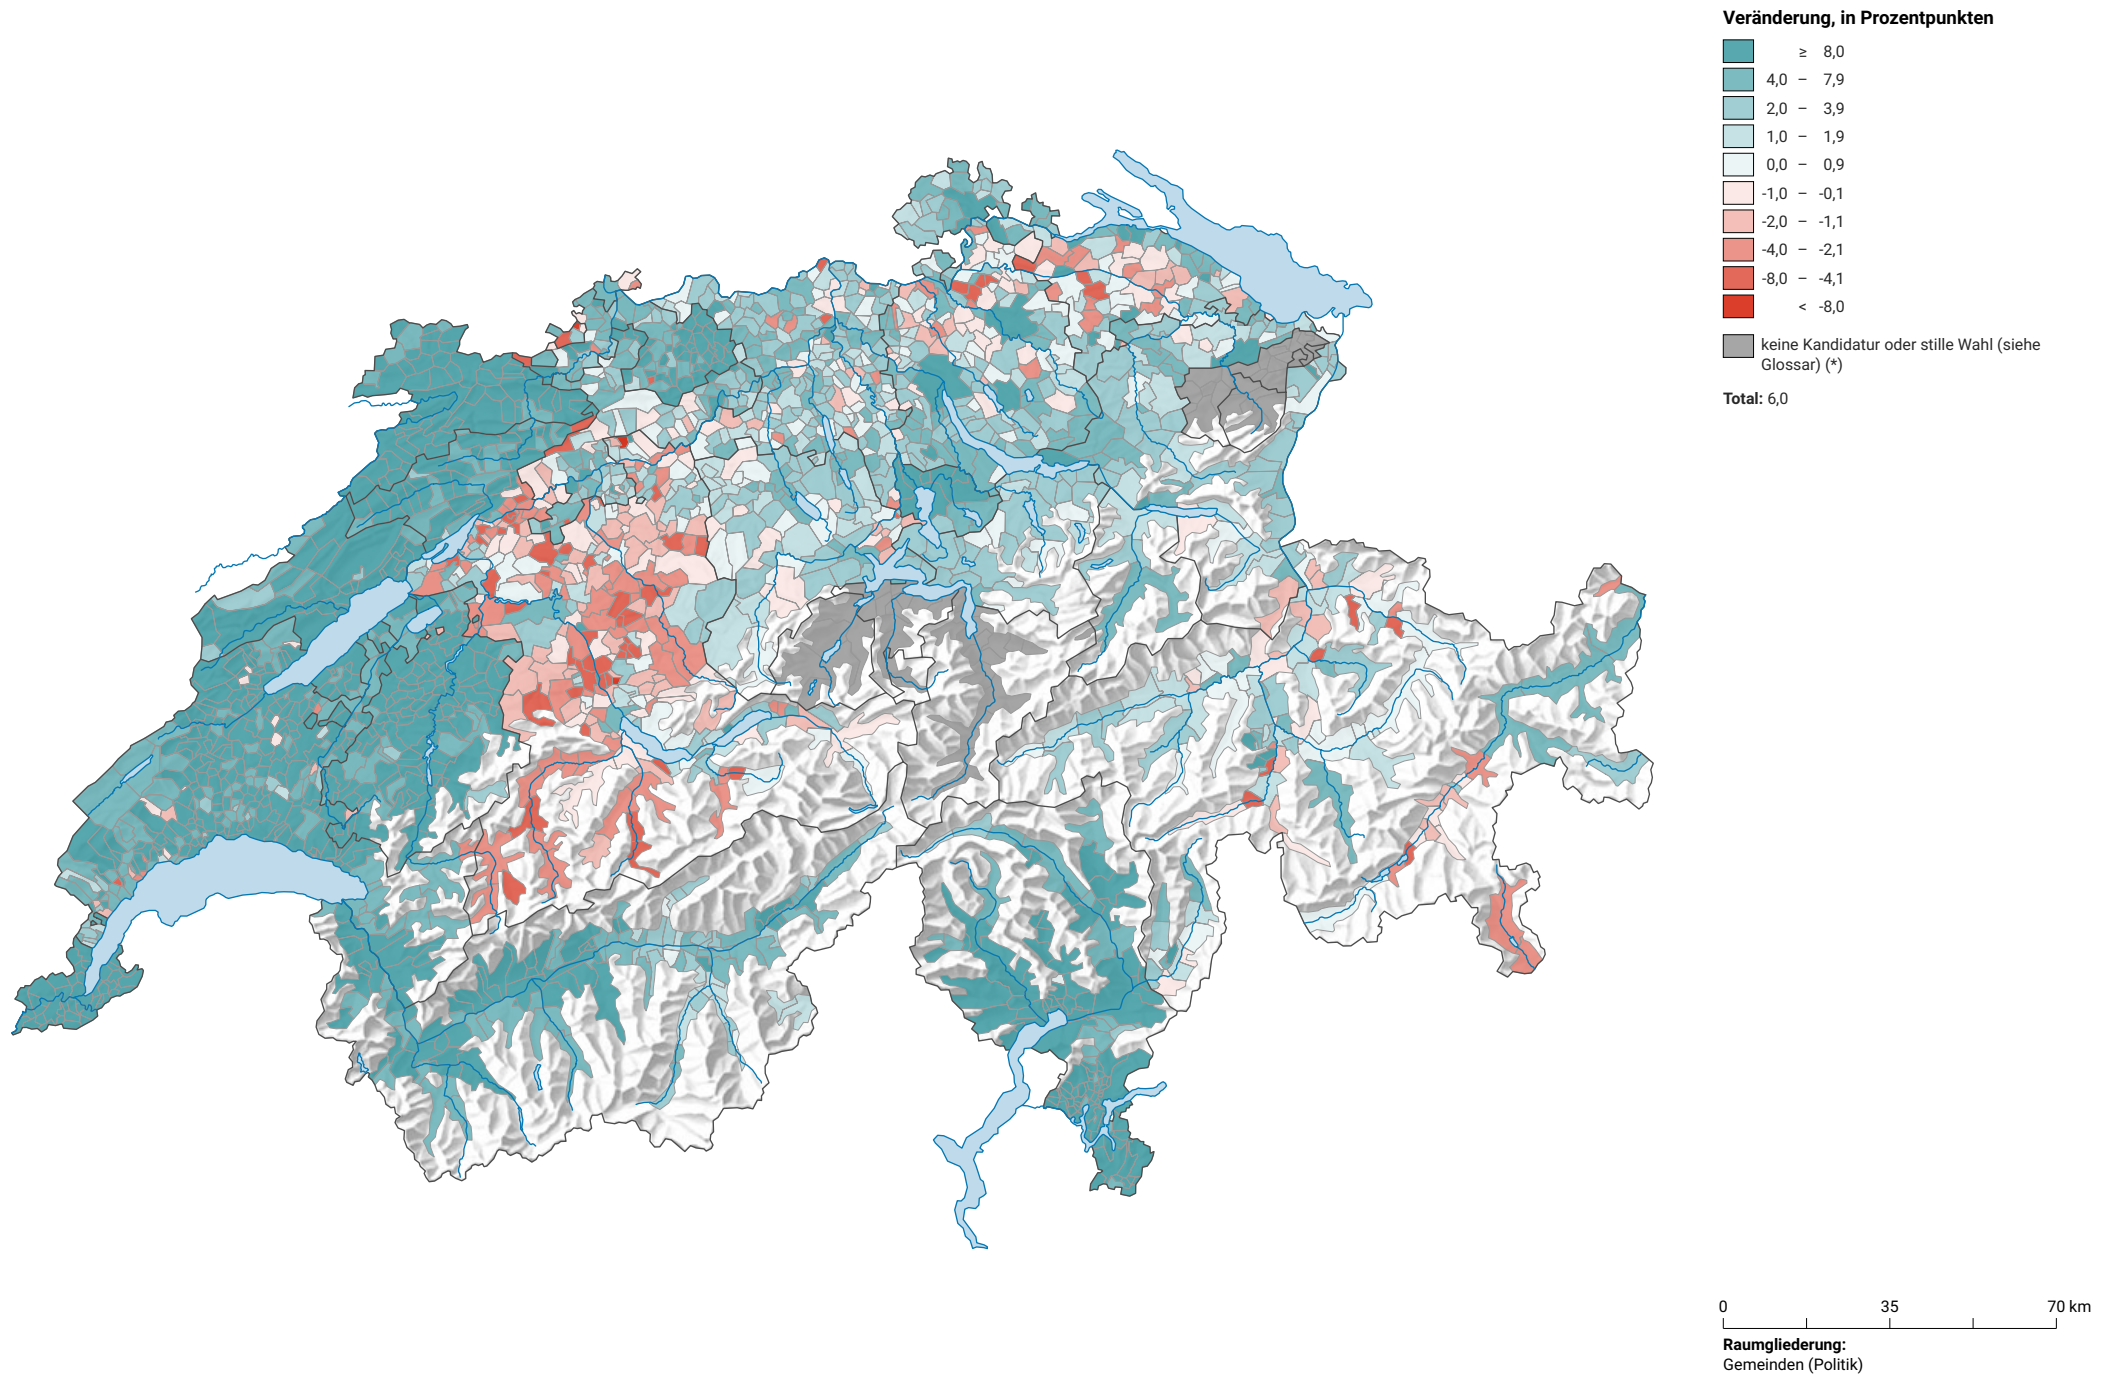 Veränderung, in Prozentpunkten
≥ 8,0
4,0 – 7,9
2,0 – 3,9
1,0 – 1,9
0,0 – 0,9
-1,0 – -0,1
-2,0 – -1,1
-4,0 – -2,1
-8,0 – -4,1
< -8,0
keine Kandidatur oder stille Wahl (siehe
Glossar) (*)
Total: 6,0
0 35 70 km
Raumgliederung:
Gemeinden (Politik)